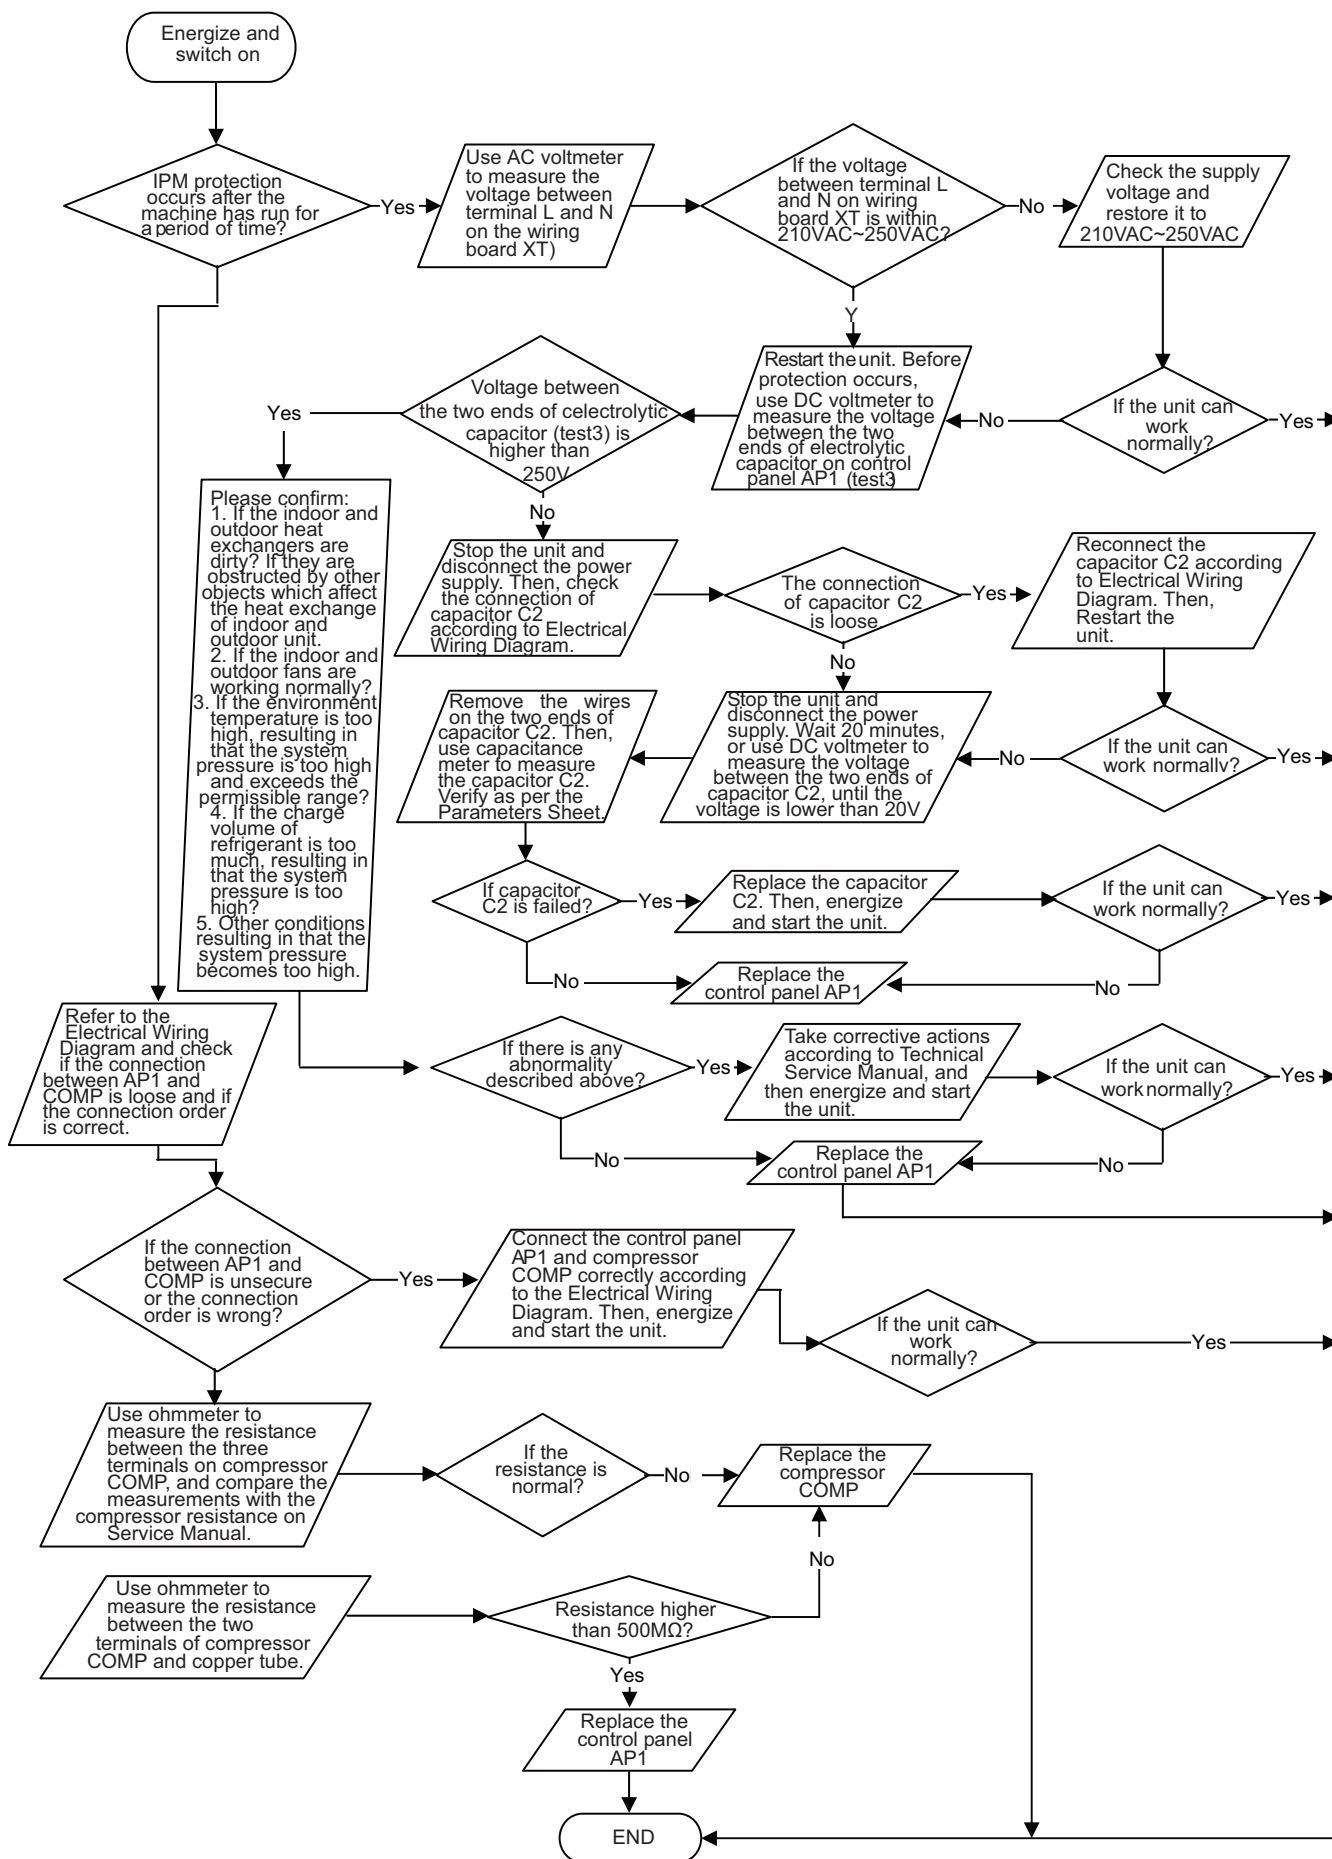 Energize and
switch on
IPM protection
occurs after the
machine has run for
a period of time?
Yes
Use AC voltmeter
to measure the
voltage between
terminal L and N
on the wiring
board XT)
If the voltage
between terminal L
and N on wiring
board XT is within
210VAC~250VAC?
No
Check the supply
voltage and
restore it to
210VAC~250VAC
Y
Yes
Voltage between
the two ends of celectrolytic
capacitor (test3) is
higher than
250V
Restart the unit. Before
protection occurs,
use DC voltmeter to
measure the voltage
between the two
ends of electrolytic
capacitor on control
panel AP1 (test3)
No
If the unit can
work
normally?
Yes
Please confirm:
1. If the indoor and
outdoor heat
exchangers are
dirty? If they are
obstructed by other
objects which affect
the heat exchange
of indoor and
outdoor unit.
2. If the indoor and
outdoor fans are
working normally?
3. If the environment
temperature is too
high, resulting in
that the system
pressure is too high
and exceeds the
permissible range?
4. If the charge
volume of
refrigerant is too
much, resulting in
that the system
pressure is too
high?
5. Other conditions
resulting in that the
system pressure
becomes too high.
No
Stop the unit and
disconnect the power
supply. Then, check
the connection of
capacitor C2
according to Electrical
Wiring Diagram.
The connection
of capacitor C2
is loose
Yes
Reconnect the
capacitor C2 according
to Electrical Wiring
Diagram. Then,
Restart the
unit.
No
Remove the wires
on the two ends of
capacitor C2. Then,
use capacitance
meter to measure
the capacitor C2.
Verify as per the
Parameters Sheet.
Stop the unit and
disconnect the power
supply. Wait 20 minutes,
or use DC voltmeter to
measure the voltage
between the two ends of
capacitor C2, until the
voltage is lower than 20V
No
If the unit can
work normally?
Yes
If capacitor
C2 is failed?
Yes
Replace the capacitor
C2. Then, energize
and start the unit.
If the unit can
work normally?
Yes
No
Replace the
control panel AP1
No
Refer to the
Electrical Wiring
Diagram and check
if the connection
between AP1 and
COMP is loose and if
the connection order
is correct.
If there is any
abnormality
described above?
Yes
Take corrective actions
according to Technical
Service Manual, and
then energize and start
the unit.
If the unit can
work normally?
Yes
No
Replace the
control panel AP1
No
If the connection
between AP1 and
COMP is unsecure
or the connection
order is wrong?
Yes
Connect the control panel
AP1 and compressor
COMP correctly according
to the Electrical Wiring
Diagram. Then, energize
and start the unit.
If the unit can
work
normally?
Yes
Use ohmmeter to
measure the resistance
between the three
terminals on compressor
COMP, and compare the
measurements with the
compressor resistance on
Service Manual.
If the
resistance is
normal?
No
Replace the
compressor
COMP
No
Use ohmmeter to
measure the resistance
between the two
terminals of compressor
COMP and copper tube.
Resistance higher
than 500MΩ?
Yes
Replace the
control panel
AP1
END